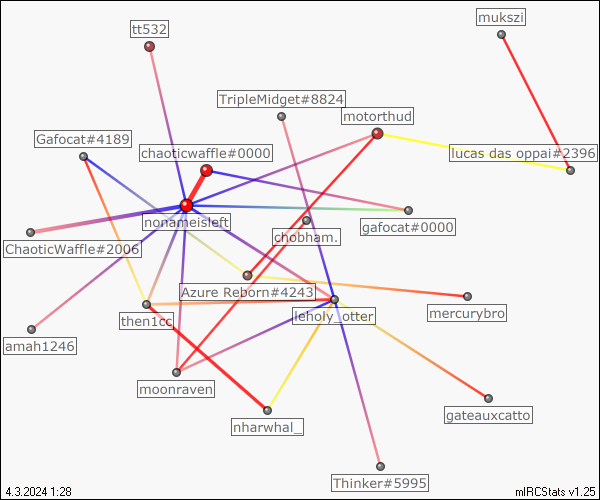 mukszi
tt532
TripleMidget#8824
motorthud
Gafocat#4189
chaoticwaffle#0000
lucas das oppai#2396
nonameisleft
gafocat#0000
chobham.
ChaoticWaffle#2006
Azure Reborn#4243
mercurybro
then1cc
leholy_otter
amah1246
moonraven
gateauxcatto
nharwhal_
Thinker#5995
4.3.2024 1:28
mIRCStats v1.25